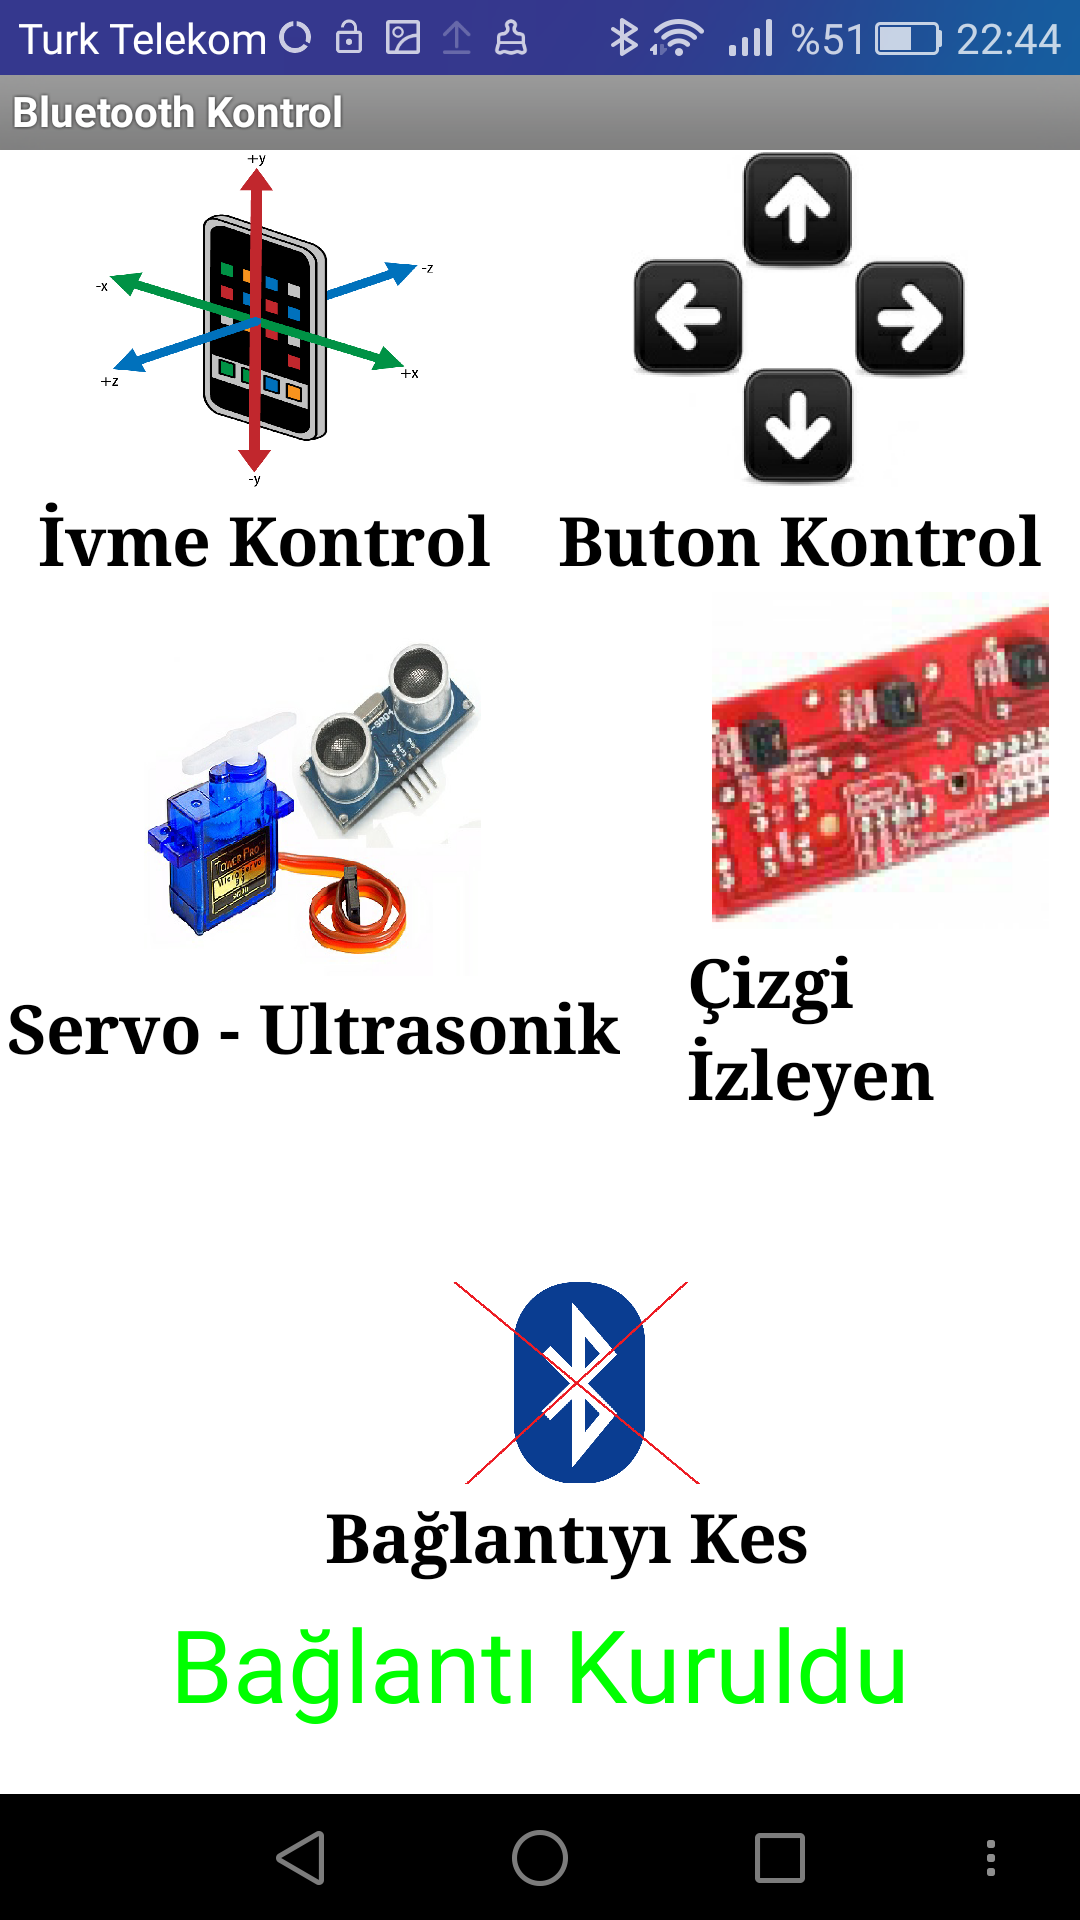 Turk Telekom %51 22:44
Bluetooth Kontrol
+y
-z
-x
+z
+x
-y
İvme Kontrol
Buton Kontrol
Servo - Ultrasonik
Çizgi
İzleyen
Bağlantıyı Kes
Bağlantı Kuruldu